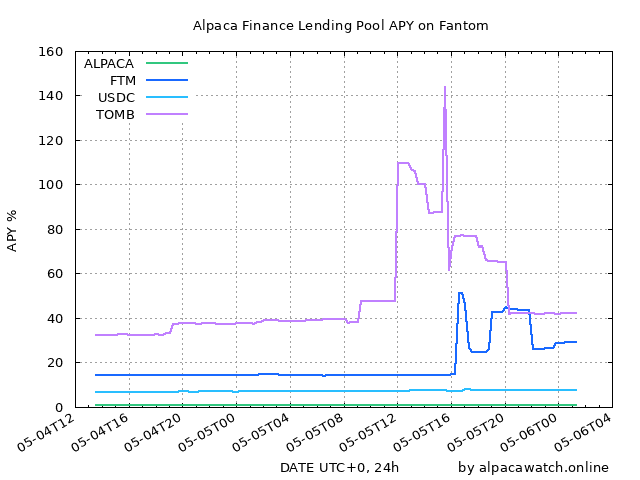 Alpaca Finance Lending Pool APY on Fantom
160
140
120
100
80
60
40
20
0
APY %
ALPACA
FTM
USDC
TOMB
05-04T12
05-04T16
05-04T20
05-05T00
05-05T04
05-05T08
05-05T12
05-05T16
05-05T20
05-06T00
05-06T04
DATE UTC+0, 24h
by alpacawatch.online